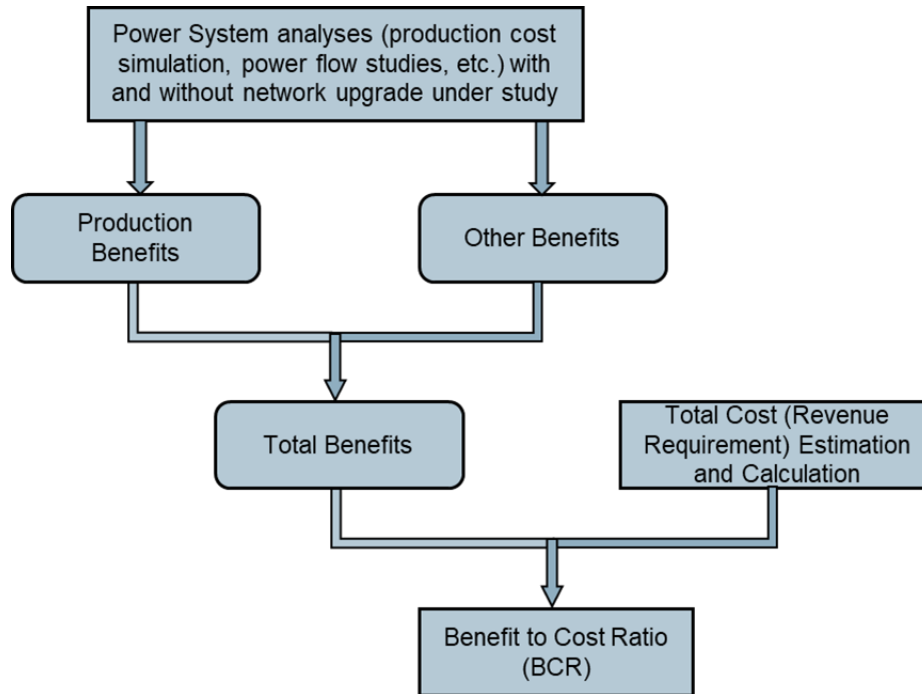 Power System analyses (production cost
simulation, power flow studies, etc.) with
and without network upgrade under study
Production
Benefits
Other Benefits
Total Benefits
Total Cost (Revenue
Requirement) Estimation
and Calculation
Benefit to Cost Ratio
(BCR)